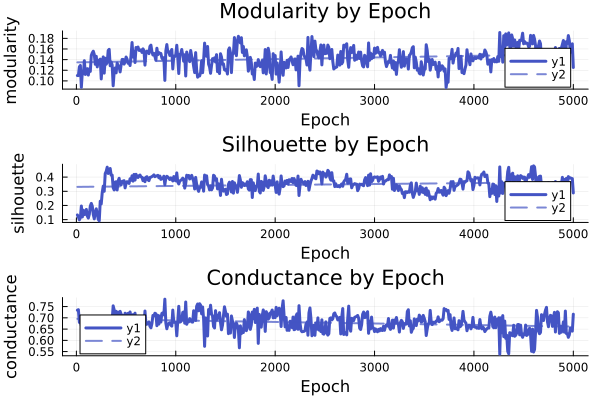 Modularity by Epoch
modularity
0.18
0.16
0.14
0.12
0.10
0 1000 2000 3000 4000 5000
Epoch
y1
y2
Silhouette by Epoch
silhouette
0.4
0.3
0.2
0.1
0 1000 2000 3000 4000 5000
Epoch
y1
y2
Conductance by Epoch
conductance
0.75
0.70
0.65
0.60
0.55
0 1000 2000 3000 4000 5000
Epoch
y1
y2